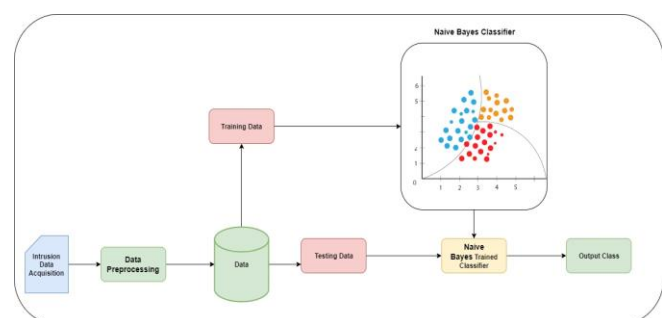 Naive Bayes Classifier
6
5
2
1
0
1
2
3
4
5
Training Data
Intrusion
Data
Acquisition
Data
Preprocessing
Data
Testing Data
Naive
Bayes Trained
Classifier
Output Class